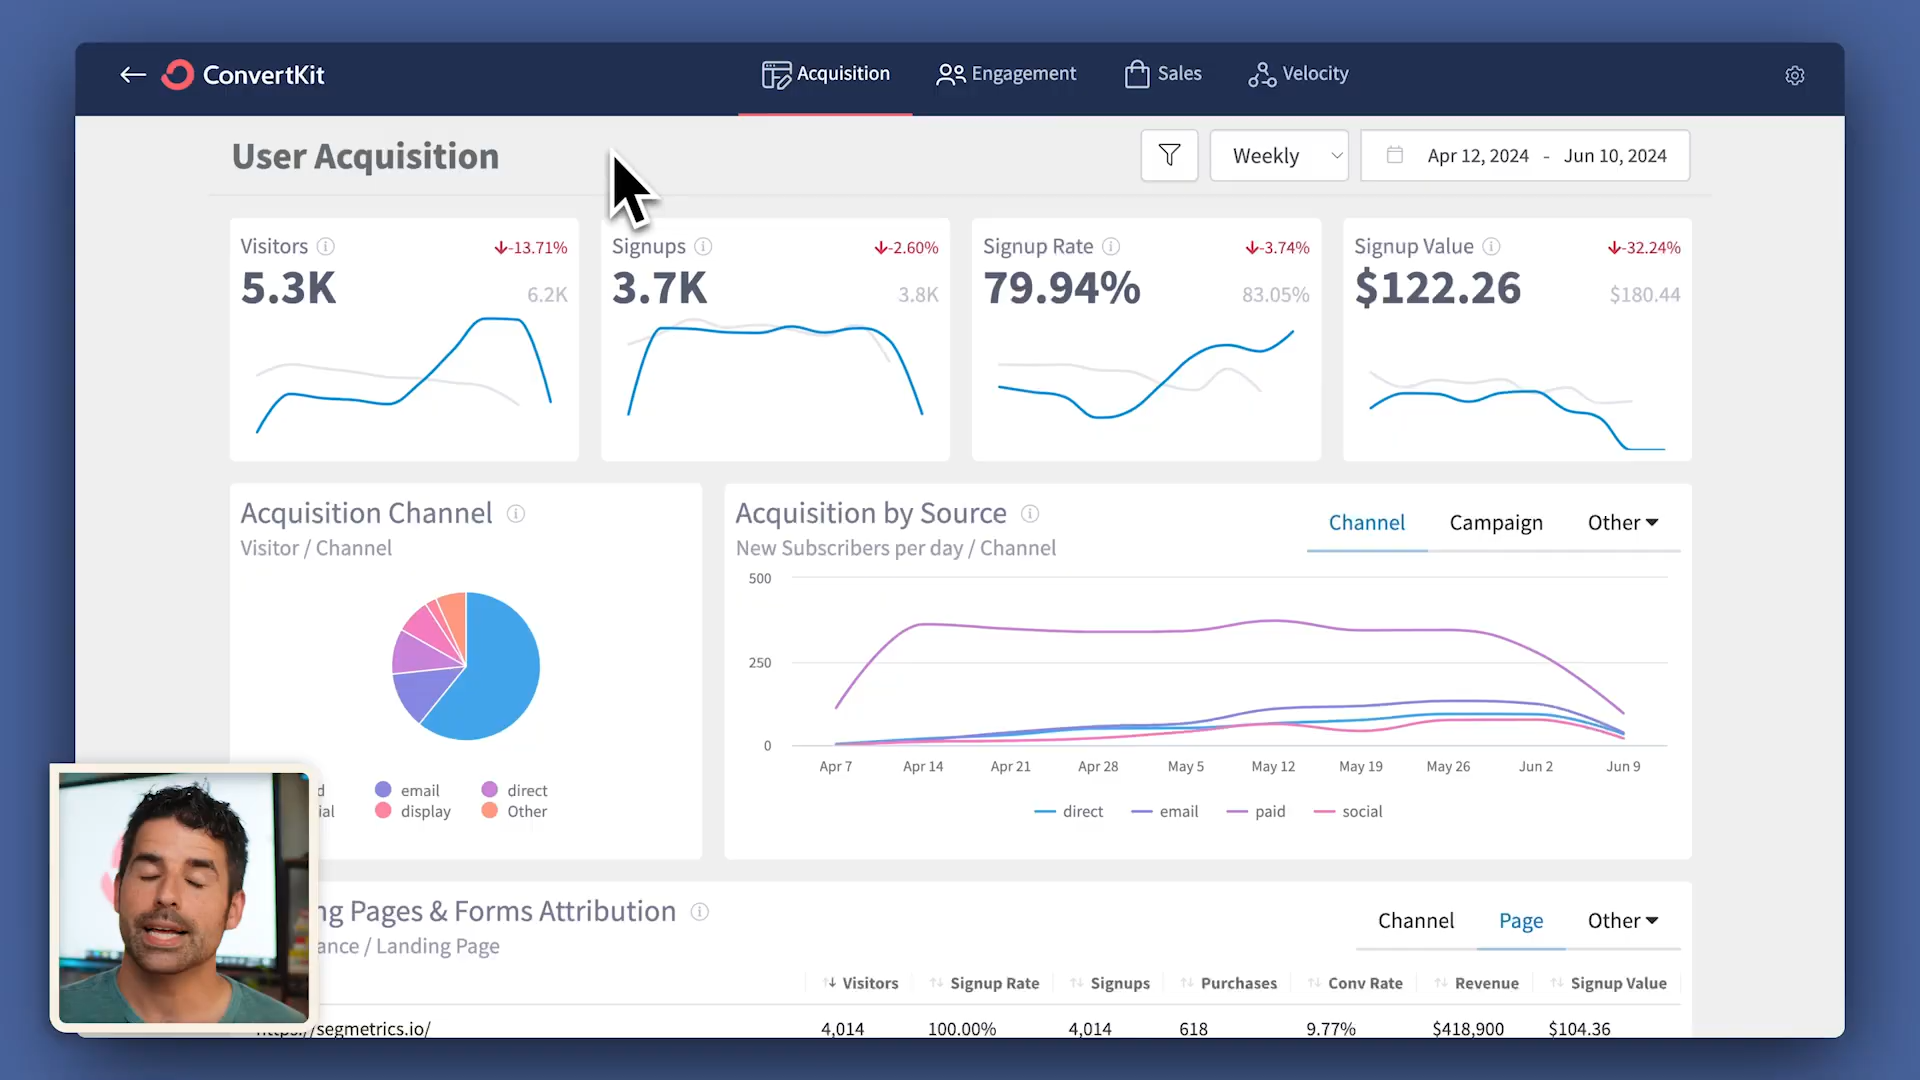 ConvertKit
Acquisition
Engagement
Sales
Velocity
User Acquisition
Weekly
Apr 12, 2024 - Jun 10, 2024
Visitors
-13.71%
5.3K
6.2K
Signups
-2.60%
3.7K
3.8K
Signup Rate
-3.74%
79.94%
83.05%
Signup Value
-32.24%
$122.26
$180.44
Acquisition Channel
Visitor / Channel
email
direct
display
Other
Acquisition by Source
New Subscribers per day / Channel
Channel
Campaign
Other
500
250
0
Apr 7
Apr 14
Apr 21
Apr 28
May 5
May 12
May 19
May 26
Jun 2
Jun 9
direct
email
paid
social
Pages & Forms Attribution
/ Landing Page
Channel
Page
Other
Visitors
Signup Rate
Signups
Purchases
Conv Rate
Revenue
Signup Value
https://segmetrics.io/
4,014
100.00%
4,014
618
9.77%
$418,900
$104.36